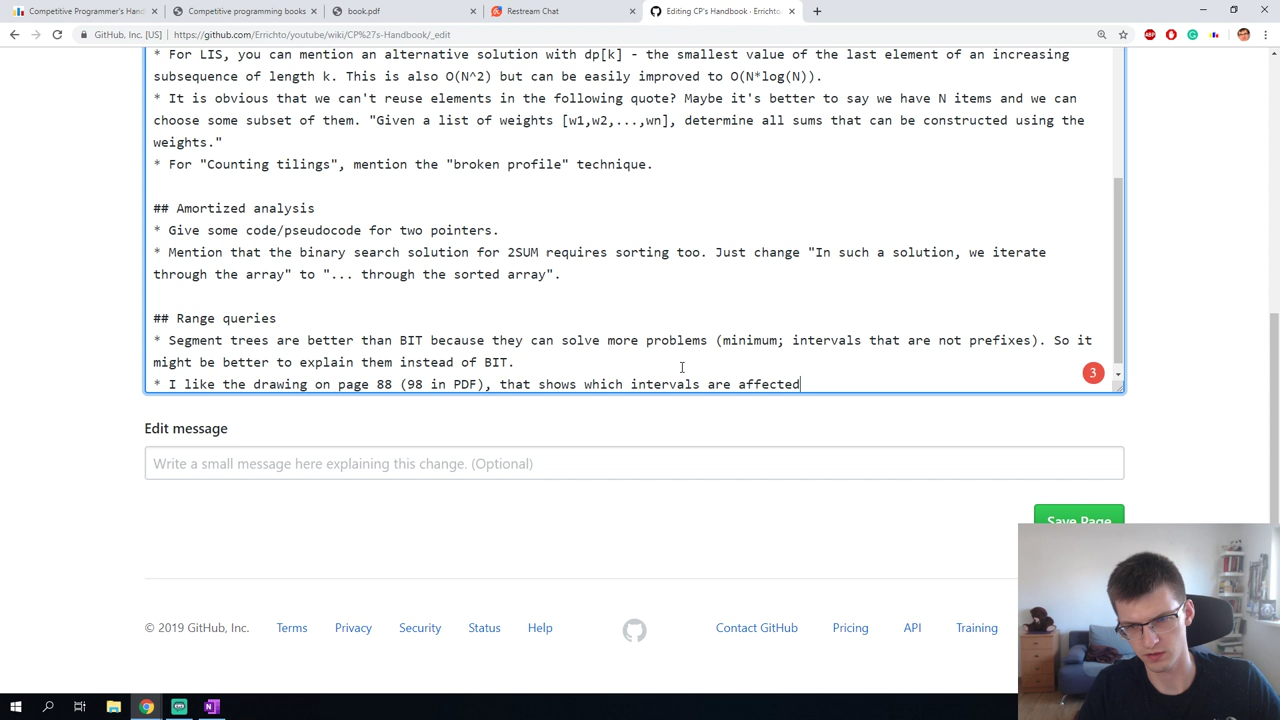 Competitive Programmer's Hand
Competitive programming books
book.pdf
Restream Chat
Editing CP's Handbook · Errichto
GitHub, Inc. [US]
https://github.com/Errichto/youtube/wiki/CP%27s-Handbook/_edit
* For LIS, you can mention an alternative solution with dp[k] - the smallest value of the last element of an increasing
subsequence of length k. This is also O(N^2) but can be easily improved to O(N*log(N)).
* It is obvious that we can't reuse elements in the following quote? Maybe it's better to say we have N items and we can
choose some subset of them. "Given a list of weights [w1,w2,...,wn], determine all sums that can be constructed using the
weights."
* For "Counting tilings", mention the "broken profile" technique.
## Amortized analysis
* Give some code/pseudocode for two pointers.
* Mention that the binary search solution for 2SUM requires sorting too. Just change "In such a solution, we iterate
through the array" to "... through the sorted array".
## Range queries
* Segment trees are better than BIT because they can solve more problems (minimum; intervals that are not prefixes). So it
might be better to explain them instead of BIT.
* I like the drawing on page 88 (98 in PDF), that shows which intervals are affected
3
Edit message
Write a small message here explaining this change. (Optional)
Save Page
© 2019 GitHub, Inc.
Terms
Privacy
Security
Status
Help
Contact GitHub
Pricing
API
Training